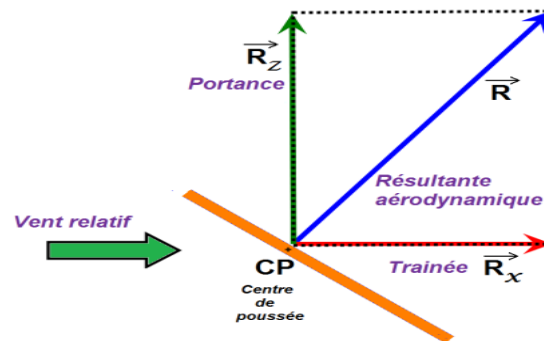 R_z
Portance
R
Résultante
aérodynamique
Vent relatif
CP
Centre
de
poussée
Trainée
R_x